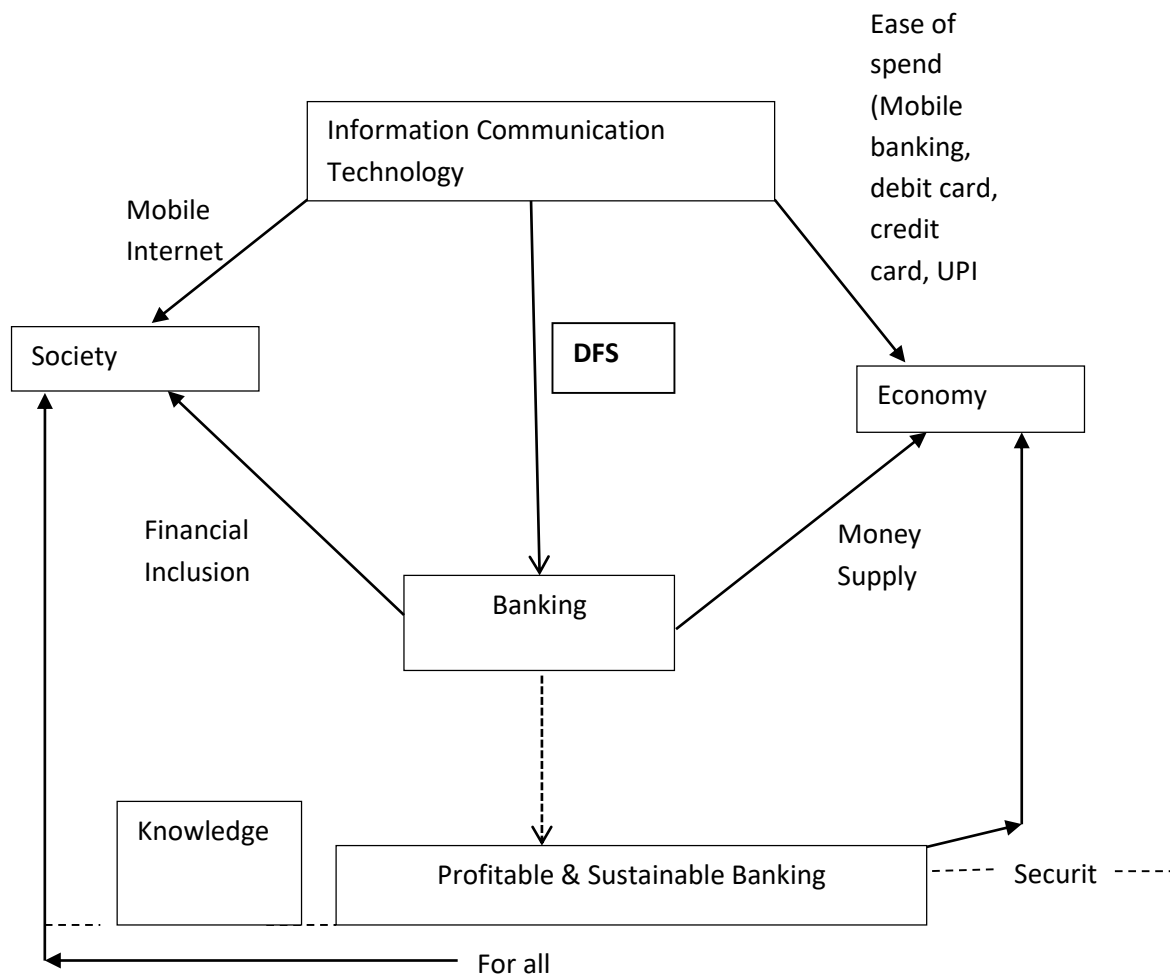 Ease of
spend
(Mobile
banking,
debit card,
credit
card, UPI
Information Communication
Technology
Mobile
Internet
Society
DFS
Economy
Financial
Inclusion
Money
Supply
Banking
Knowledge
Profitable & Sustainable Banking
Securit
For all